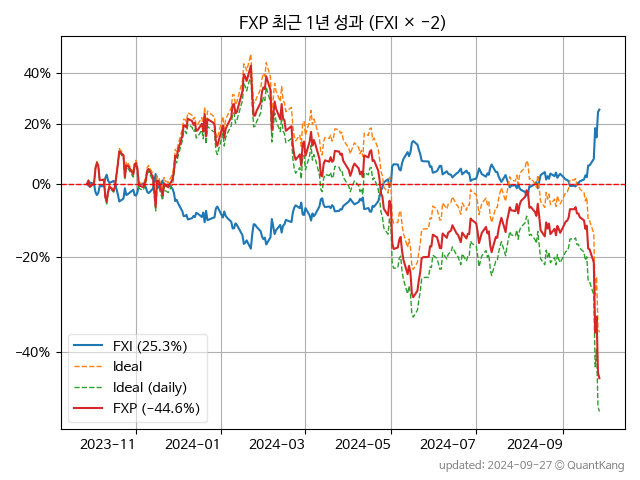 FXP 최근 1년 성과 (FXI × −2)
40%
20%
0%
−20%
−40%
FXI (25.3%)
Ideal
Ideal (daily)
FXP (−44.6%)
2023−11
2024−01
2024−03
2024−05
2024−07
2024−09
updated: 2024-09-27 © QuantKang